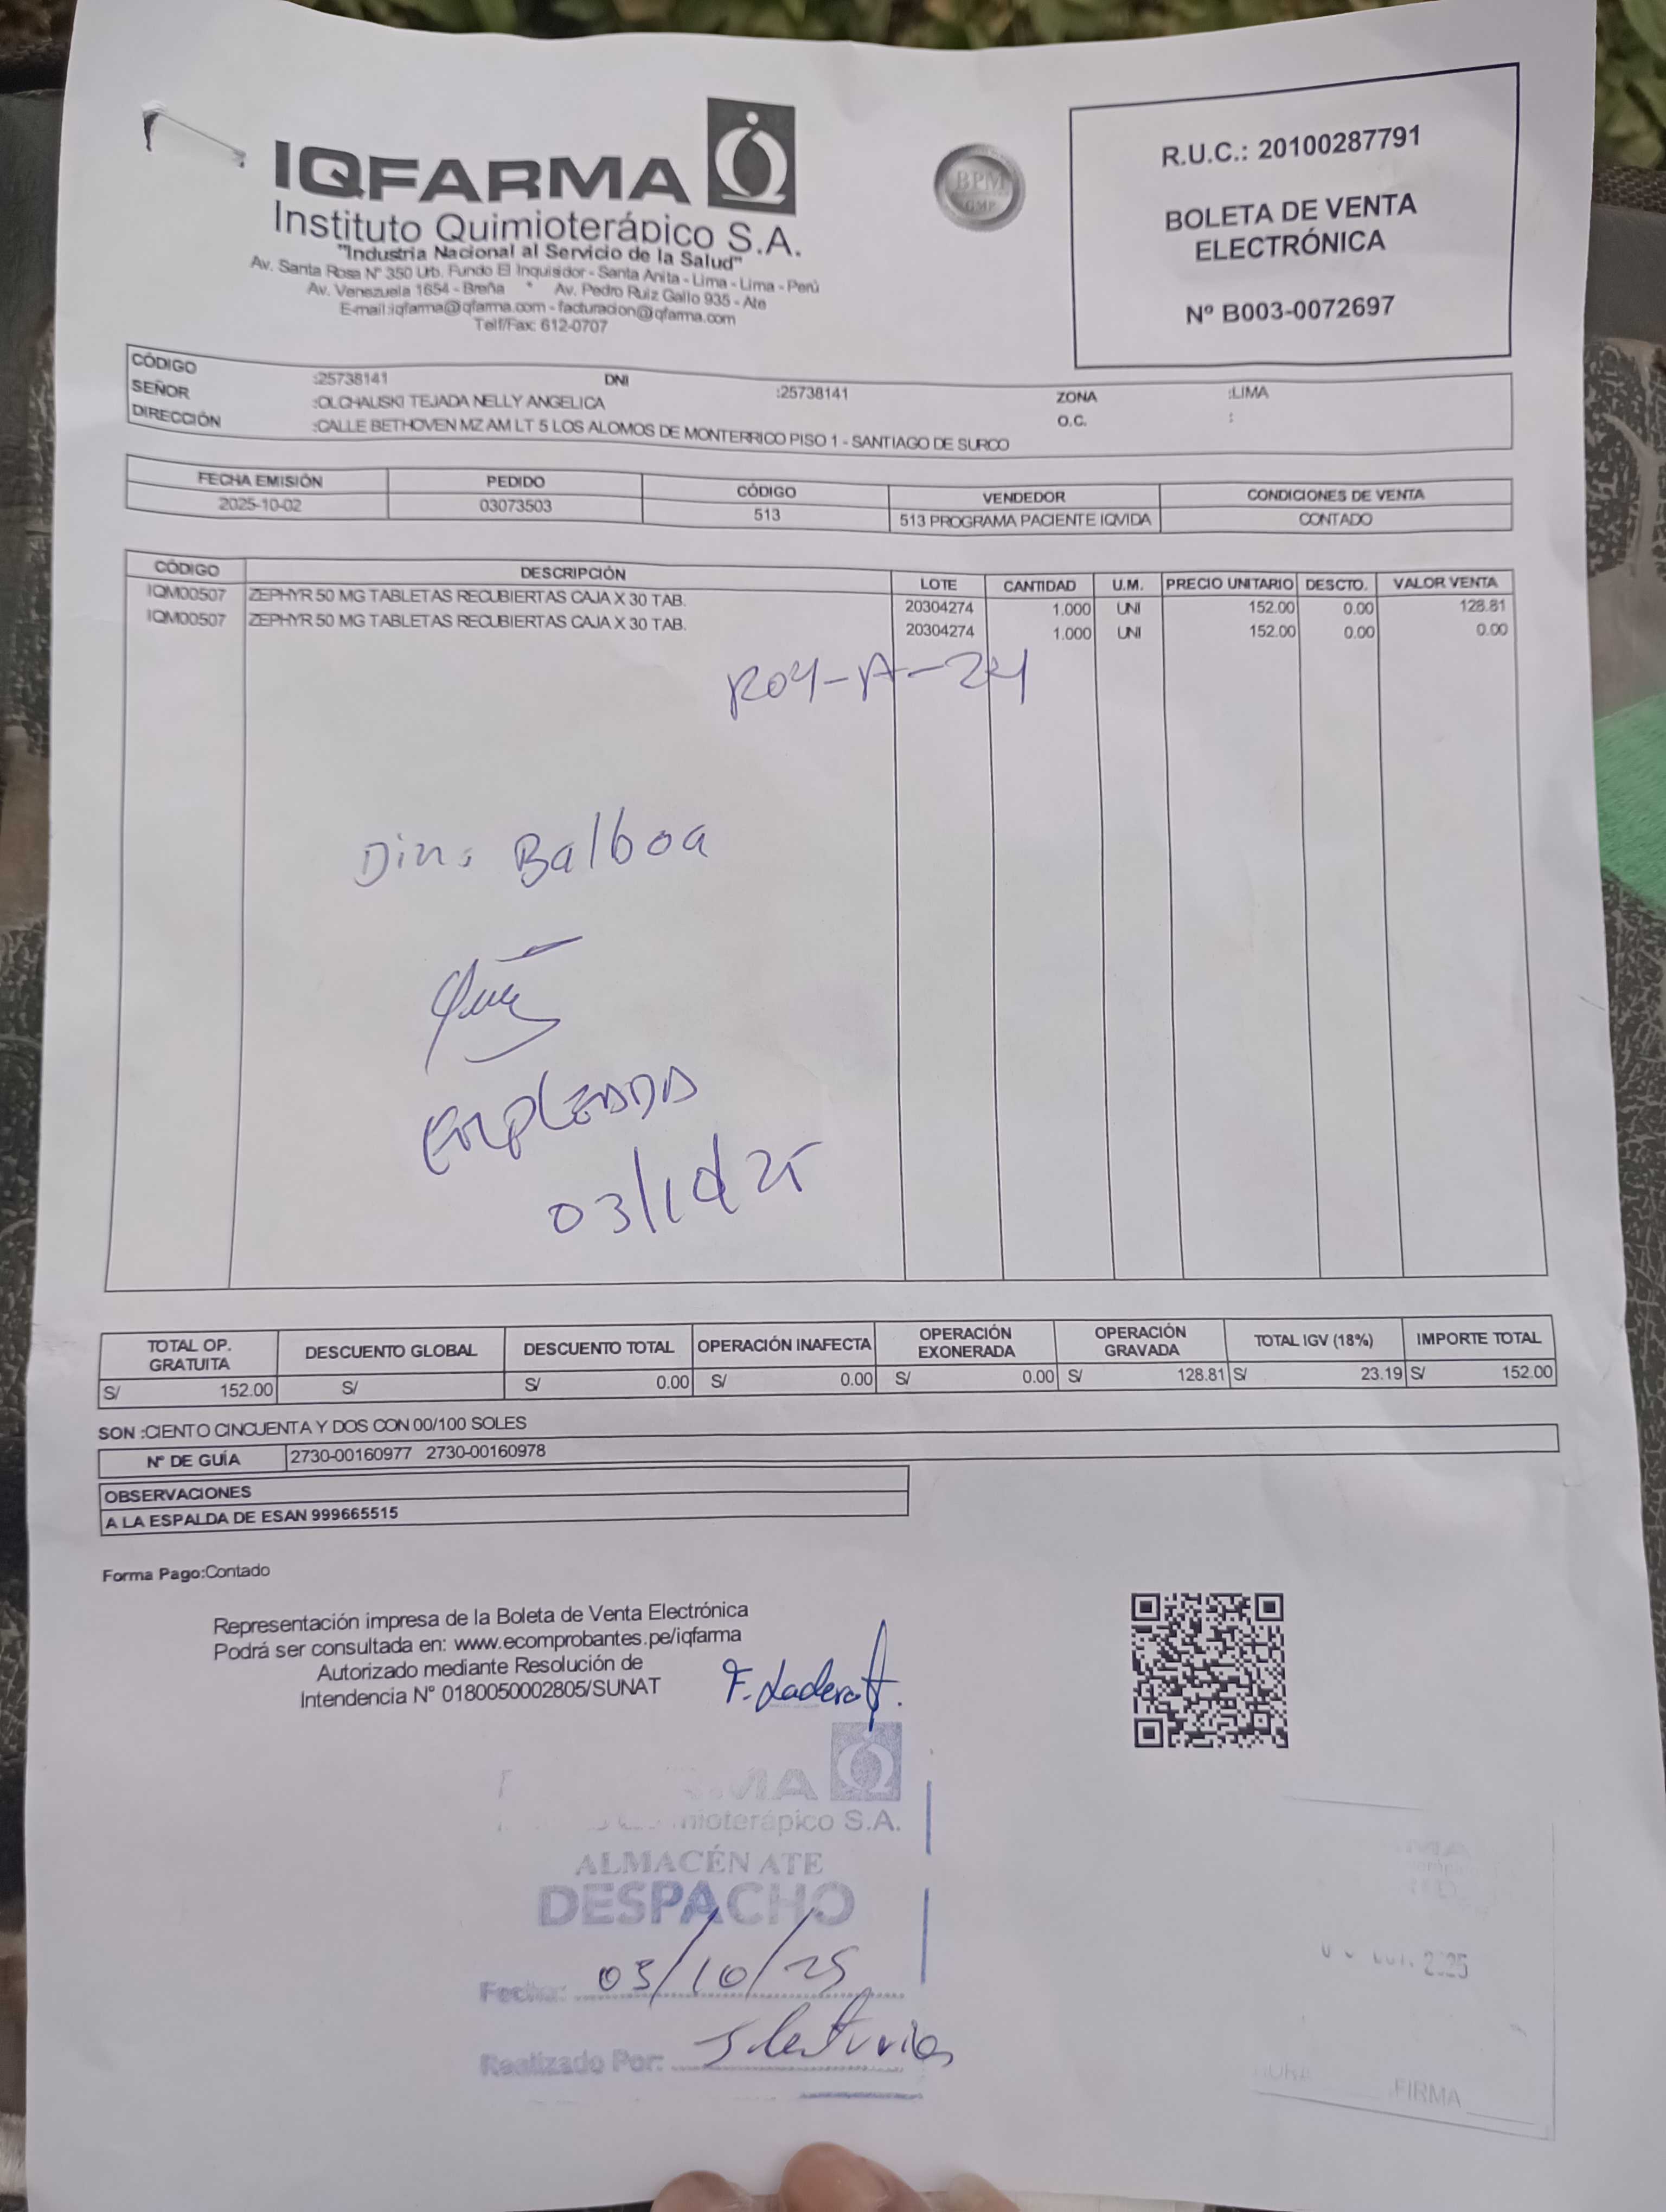 IQFARMA
Instituto Quimioterápico S.A.
"Industria Nacional al Servicio de la Salud"
Av. Santa Rosa N° 350 Urb. Fundo El Inquisidor - Santa Anita - Lima - Lima - Perú
Av. Venezuela 1654 - Breña * Av. Pedro Ruiz Gallo 935 - Ate
E-mail:iqfarma@iqfarma.com - facturacion@iqfarma.com
Telf/Fax: 612-0707
BPM
GMP
R.U.C.: 20100287791
BOLETA DE VENTA
ELECTRÓNICA
Nº B003-0072697
CÓDIGO :25738141 DNI :25738141 ZONA :LIMA
SEÑOR :OLCHAUSKI TEJADA NELLY ANGELICA O.C. :
DIRECCIÓN :CALLE BETHOVEN MZ AM LT 5 LOS ALOMOS DE MONTERRICO PISO 1 - SANTIAGO DE SURCO
FECHA EMISIÓN PEDIDO CÓDIGO VENDEDOR CONDICIONES DE VENTA
2025-10-02 03073503 513 513 PROGRAMA PACIENTE IQVIDA CONTADO
CÓDIGO DESCRIPCIÓN LOTE CANTIDAD U.M. PRECIO UNITARIO DESCTO. VALOR VENTA
IQM00507 ZEPHYR 50 MG TABLETAS RECUBIERTAS CAJA X 30 TAB. 20304274 1.000 UNI 152.00 0.00 128.81
IQM00507 ZEPHYR 50 MG TABLETAS RECUBIERTAS CAJA X 30 TAB. 20304274 1.000 UNI 152.00 0.00 0.00
R04-A-24
Balboa
EMPLEADA
03/10/25
TOTAL OP. GRATUITA DESCUENTO GLOBAL DESCUENTO TOTAL OPERACIÓN INAFECTA OPERACIÓN EXONERADA OPERACIÓN GRAVADA TOTAL IGV (18%) IMPORTE TOTAL
S/ 152.00 S/ S/ 0.00 S/ 0.00 S/ 0.00 S/ 128.81 S/ 23.19 S/ 152.00
SON :CIENTO CINCUENTA Y DOS CON 00/100 SOLES
N° DE GUÍA 2730-00160977 2730-00160978
OBSERVACIONES
A LA ESPALDA DE ESAN 999665515
Forma Pago:Contado
Representación impresa de la Boleta de Venta Electrónica
Podrá ser consultada en: www.ecomprobantes.pe/iqfarma
Autorizado mediante Resolución de
Intendencia N° 0180050002805/SUNAT
S.A.
ALMACÉN ATE
DESPACHO
Fecha: 03/10/25
Realizado Por:
FIRMA